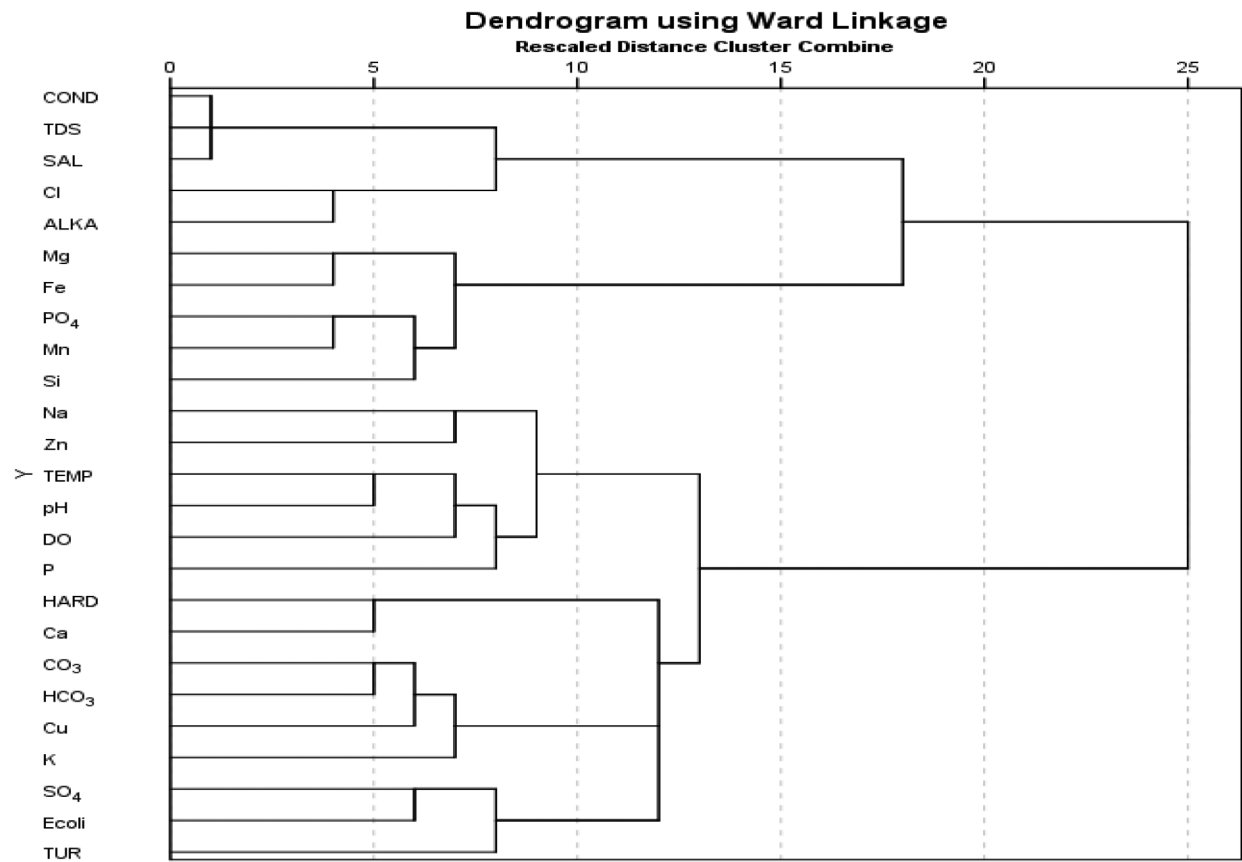 Dendrogram using Ward Linkage
Rescaled Distance Cluster Combine
0 5 10 15 20 25
COND
TDS
SAL
Cl
ALKA
Mg
Fe
PO₄
Mn
Si
Na
Zn
Y
TEMP
pH
DO
P
HARD
Ca
CO₃
HCO₃
Cu
K
SO₄
Ecoli
TUR